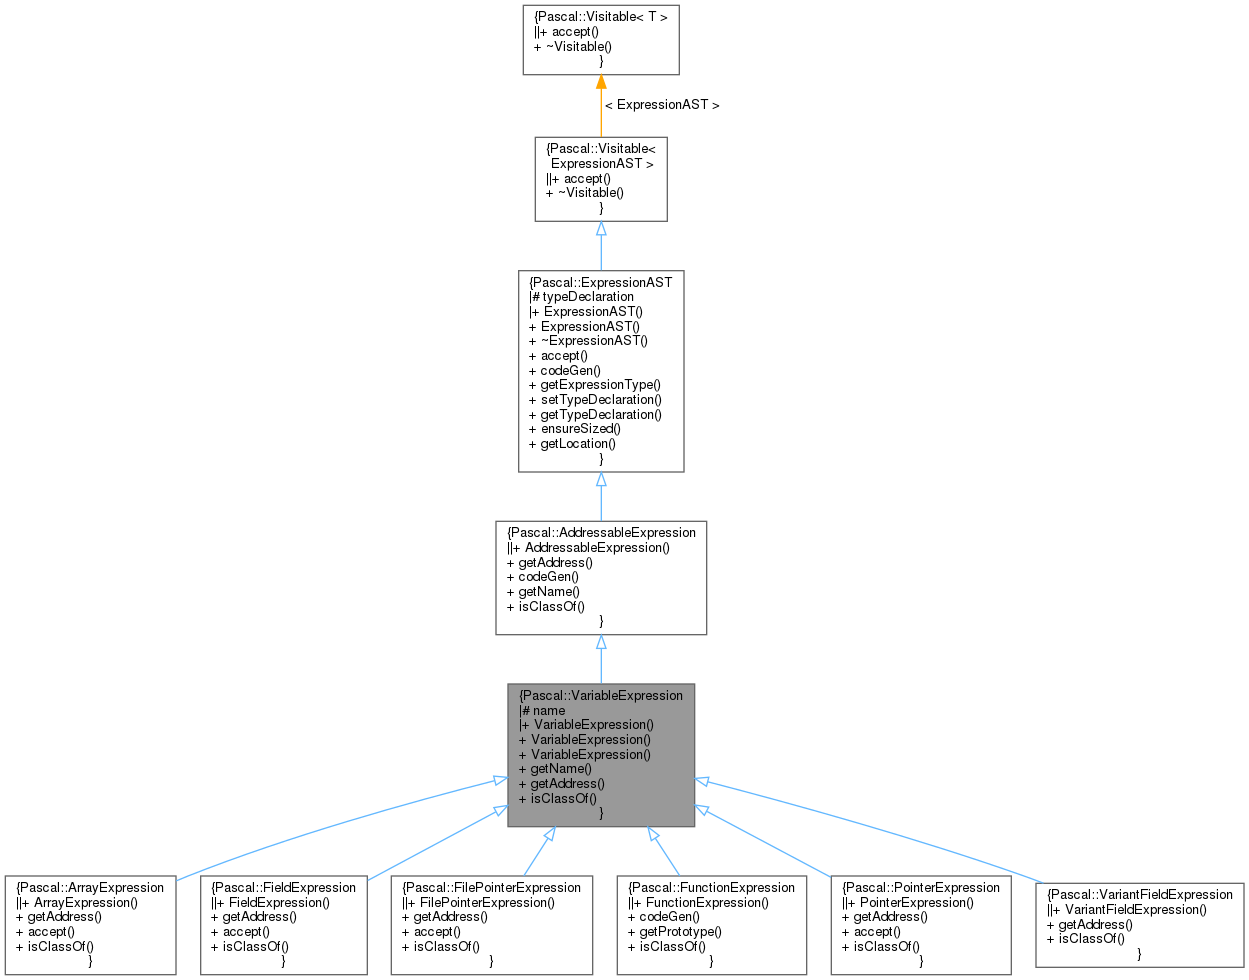 {Pascal::Visitable< T >
||+ accept()
+ ~Visitable()
}
< ExpressionAST >
{Pascal::Visitable<
ExpressionAST >
||+ accept()
+ ~Visitable()
}
{Pascal::ExpressionAST
|# typeDeclaration
|+ ExpressionAST()
+ ExpressionAST()
+ ~ExpressionAST()
+ accept()
+ codeGen()
+ getExpressionType()
+ setTypeDeclaration()
+ getTypeDeclaration()
+ ensureSized()
+ getLocation()
}
{Pascal::AddressableExpression
||+ AddressableExpression()
+ getAddress()
+ codeGen()
+ getName()
+ isClassOf()
}
{Pascal::VariableExpression
|# name
|+ VariableExpression()
+ VariableExpression()
+ VariableExpression()
+ getName()
+ getAddress()
+ isClassOf()
}
{Pascal::ArrayExpression
||+ ArrayExpression()
+ getAddress()
+ accept()
+ isClassOf()
}
{Pascal::FieldExpression
||+ FieldExpression()
+ getAddress()
+ accept()
+ isClassOf()
}
{Pascal::FilePointerExpression
||+ FilePointerExpression()
+ getAddress()
+ accept()
+ isClassOf()
}
{Pascal::FunctionExpression
||+ FunctionExpression()
+ codeGen()
+ getPrototype()
+ isClassOf()
}
{Pascal::PointerExpression
||+ PointerExpression()
+ getAddress()
+ accept()
+ isClassOf()
}
{Pascal::VariantFieldExpression
||+ VariantFieldExpression()
+ getAddress()
+ isClassOf()
}